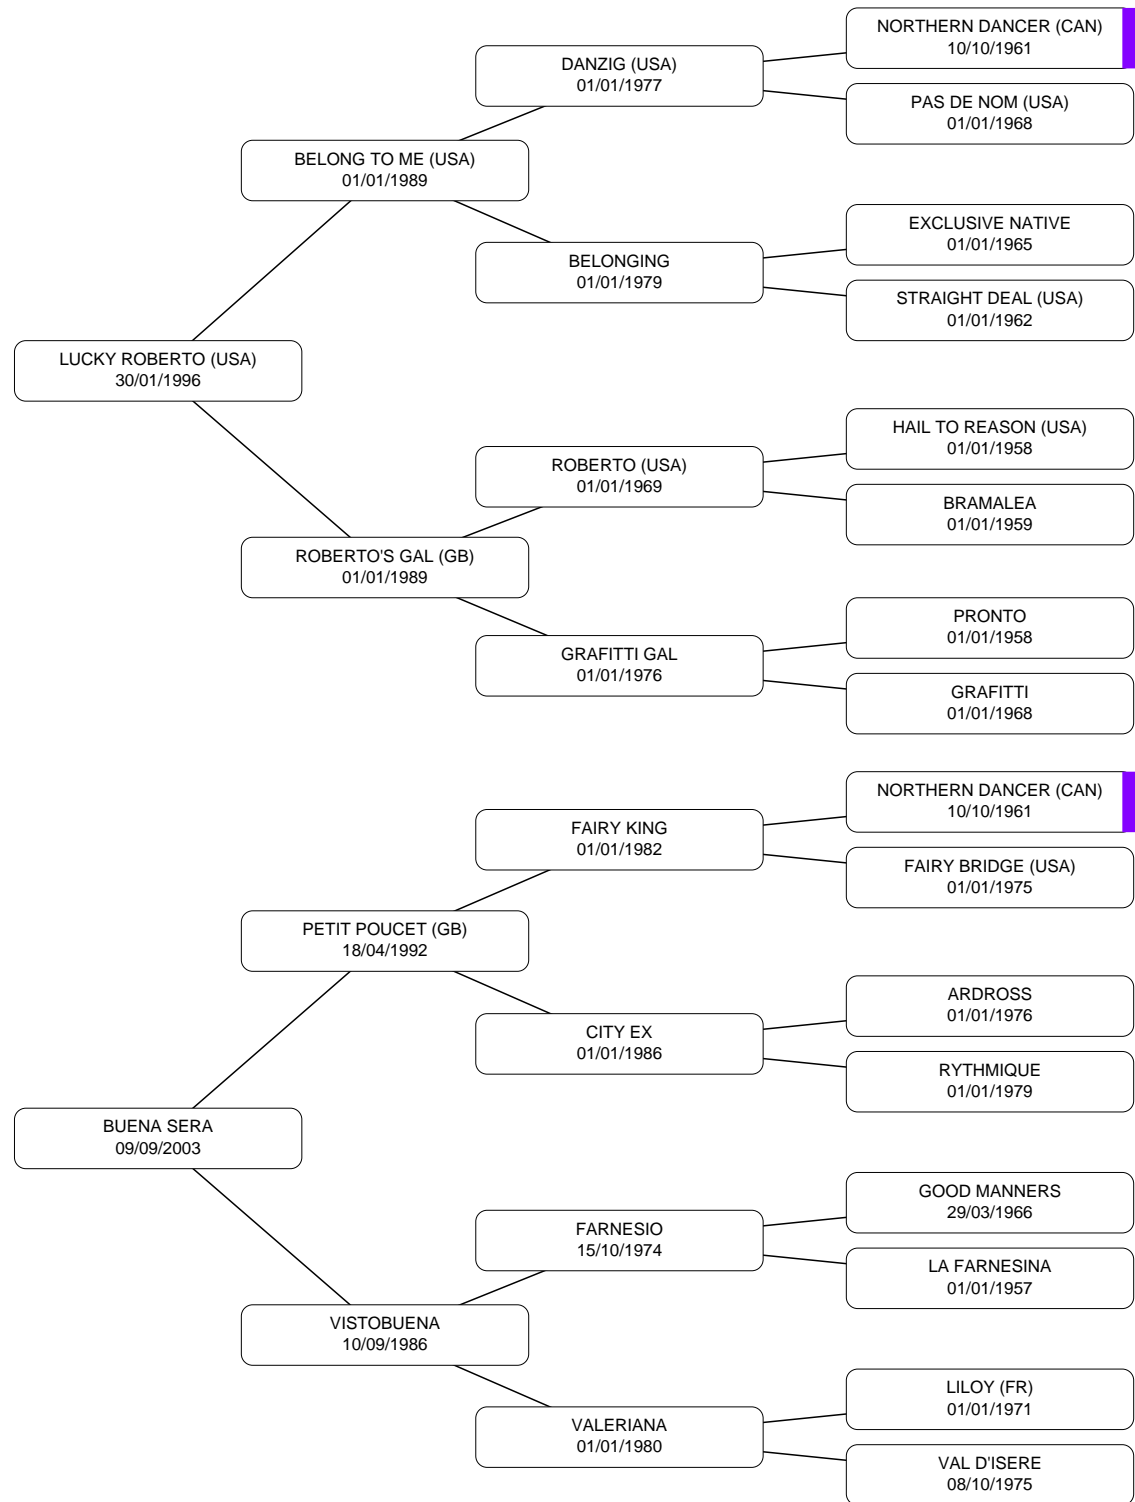 NORTHERN DANCER (CAN)
10/10/1961
DANZIG (USA)
01/01/1977
PAS DE NOM (USA)
01/01/1968
BELONG TO ME (USA)
01/01/1989
EXCLUSIVE NATIVE
01/01/1965
BELONGING
01/01/1979
STRAIGHT DEAL (USA)
01/01/1962
LUCKY ROBERTO (USA)
30/01/1996
HAIL TO REASON (USA)
01/01/1958
ROBERTO (USA)
01/01/1969
BRAMALEA
01/01/1959
ROBERTO'S GAL (GB)
01/01/1989
PRONTO
01/01/1958
GRAFITTI GAL
01/01/1976
GRAFITTI
01/01/1968
NORTHERN DANCER (CAN)
10/10/1961
FAIRY KING
01/01/1982
FAIRY BRIDGE (USA)
01/01/1975
PETIT POUCET (GB)
18/04/1992
ARDROSS
01/01/1976
CITY EX
01/01/1986
RYTHMIQUE
01/01/1979
BUENA SERA
09/09/2003
GOOD MANNERS
29/03/1966
FARNESIO
15/10/1974
LA FARNESINA
01/01/1957
VISTOBUENA
10/09/1986
LILOY (FR)
01/01/1971
VALERIANA
01/01/1980
VAL D'ISERE
08/10/1975